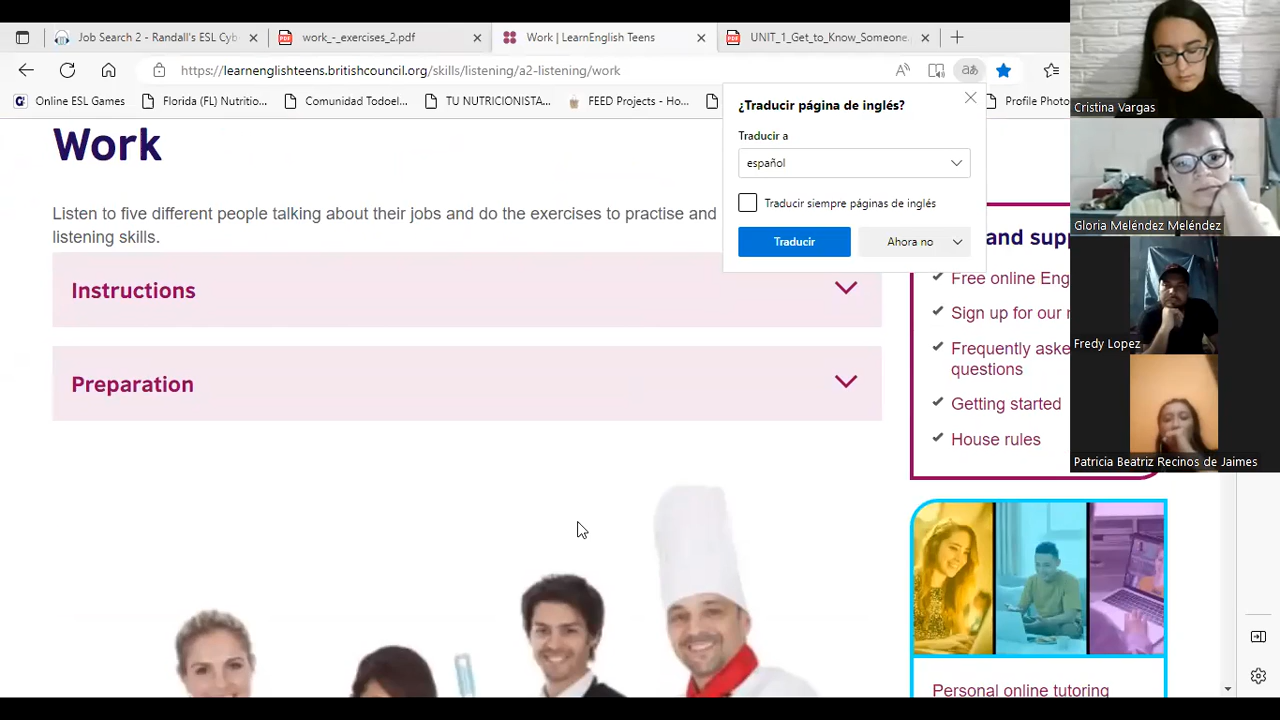 Job Search 2 - Randall's ESL Cyb
work_-_exercises_2.pdf
Work | LearnEnglish Teens
UNIT_1_Get_to_Know_Someone.
https://learnenglishteens.britishcouncil.org/skills/listening/a2-listening/work
Online ESL Games
Florida (FL) Nutritio...
Comunidad Todoel...
TU NUTRICIONISTA...
FEED Projects - Ho...
Profile Photo
¿Traducir página de inglés?
Traducir a
español
Traducir siempre páginas de inglés
Traducir
Ahora no
Work
Listen to five different people talking about their jobs and do the exercises to practise and
listening skills.
Instructions
Preparation
and supp
Free online Eng
Sign up for our
Frequently aske
questions
Getting started
House rules
Personal online tutoring
Cristina Vargas
Gloria Meléndez Meléndez
Fredy Lopez
Patricia Beatriz Recinos de Jaimes